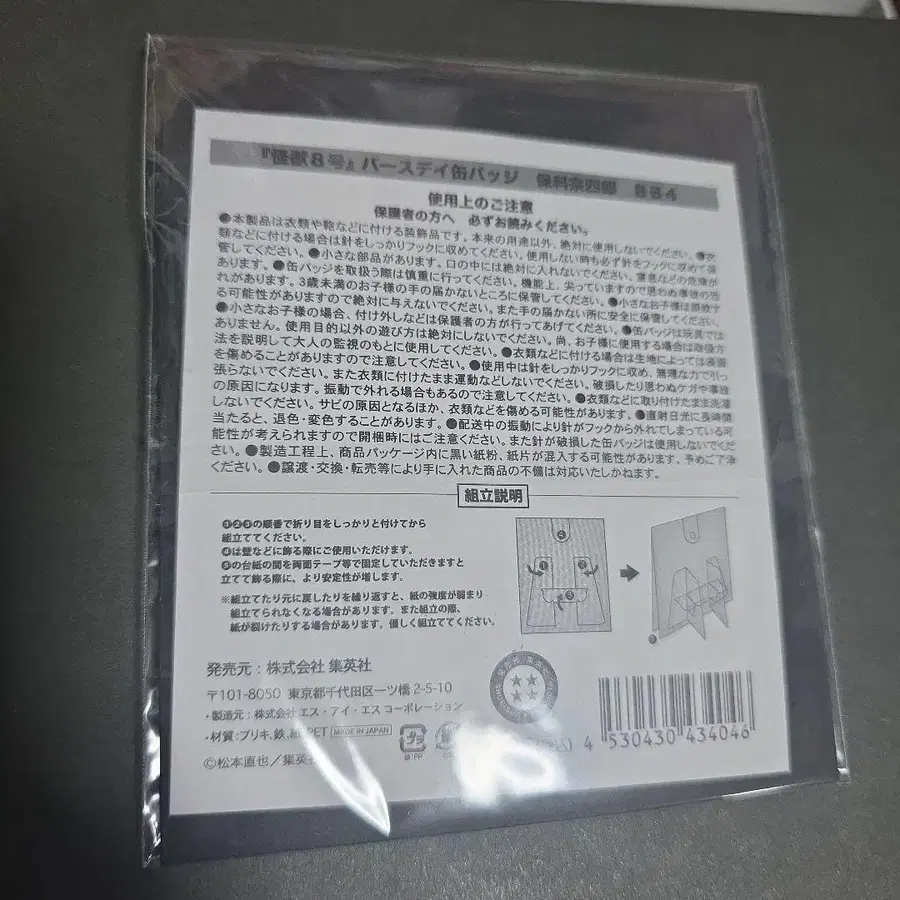 『怪獣８号』バースデイ缶バッジ　保科宗四郎　８８４
使用上のご注意
保護者の方へ　必ずお読みください。
●本製品は衣類や鞄などに付ける装飾品です。本来の用途以外、絶対に使用しないでください。●衣
類などに付ける場合は針をしっかりフックに収めてください。使用しない時も必ず針をフックに収めて保
管してください。●小さな部品があります。口の中には絶対に入れないでください。窒息などの危険が
あります。●缶バッジを取扱う際は慎重に行ってください。機能上、尖っていますので思わぬ事故の恐
れがあります。3歳未満のお子様の手の届かないところに保管してください。●小さなお子様は誤飲す
る可能性がありますので絶対に与えないでください。また手の届かない所に安全に保管してください。
●小さなお子様の場合、付け外しなどは保護者の方が行ってあげてください。●缶バッジは玩具では
ありません。使用目的以外の遊び方は絶対にしないでください。尚、お子様に使用する場合は取扱方
法を説明して大人の監視のもとに使用してください。●衣類などに付ける場合は生地によっては表面
を傷めることがありますので注意してください。●使用中は針をしっかりフックに収め、無理な力で引っ
張らないでください。また衣類に付けたまま運動などしないでください。破損したり思わぬケガや事故
の原因になります。振動で外れる場合もあるので注意してください。●衣類などに取り付けたまま洗濯
しないでください。サビの原因となるほか、衣類などを傷める可能性があります。●直射日光に長時間
当たると、退色・変色することがあります。●配送中の振動により針がフックから外れてしまっている可
能性が考えられますので開梱時にはご注意ください。また針が破損した缶バッジは使用しないでくださ
い。●製造工程上、商品パッケージ内に黒い紙粉、紙片が混入する可能性があります。予めご了承
ください。●譲渡・交換・転売等により手に入れた商品の不備は対応いたしかねます。
組立説明
❶❷❸の順番で折り目をしっかりと付けてから
組立ててください。
❹は壁などに飾る際にご使用いただけます。
❺の台紙の間を両面テープ等で固定していただきますと
立てて飾る際に、より安定性が増します。
※組立てたり元に戻したりを繰り返すと、紙の強度が弱まり
組立てられなくなる場合があります。また組立の際、
紙が裂けたりする場合があります。優しく組立ててください。
発売元：株式会社 集英社
〒101-8050　東京都千代田区一ツ橋2-5-10
・製造元：株式会社 エス・アイ・エス コーポレーション
・材質：ブリキ、鉄、紙、PET MADE IN JAPAN
プラ
©松本直也／集英社
4 530430 434046